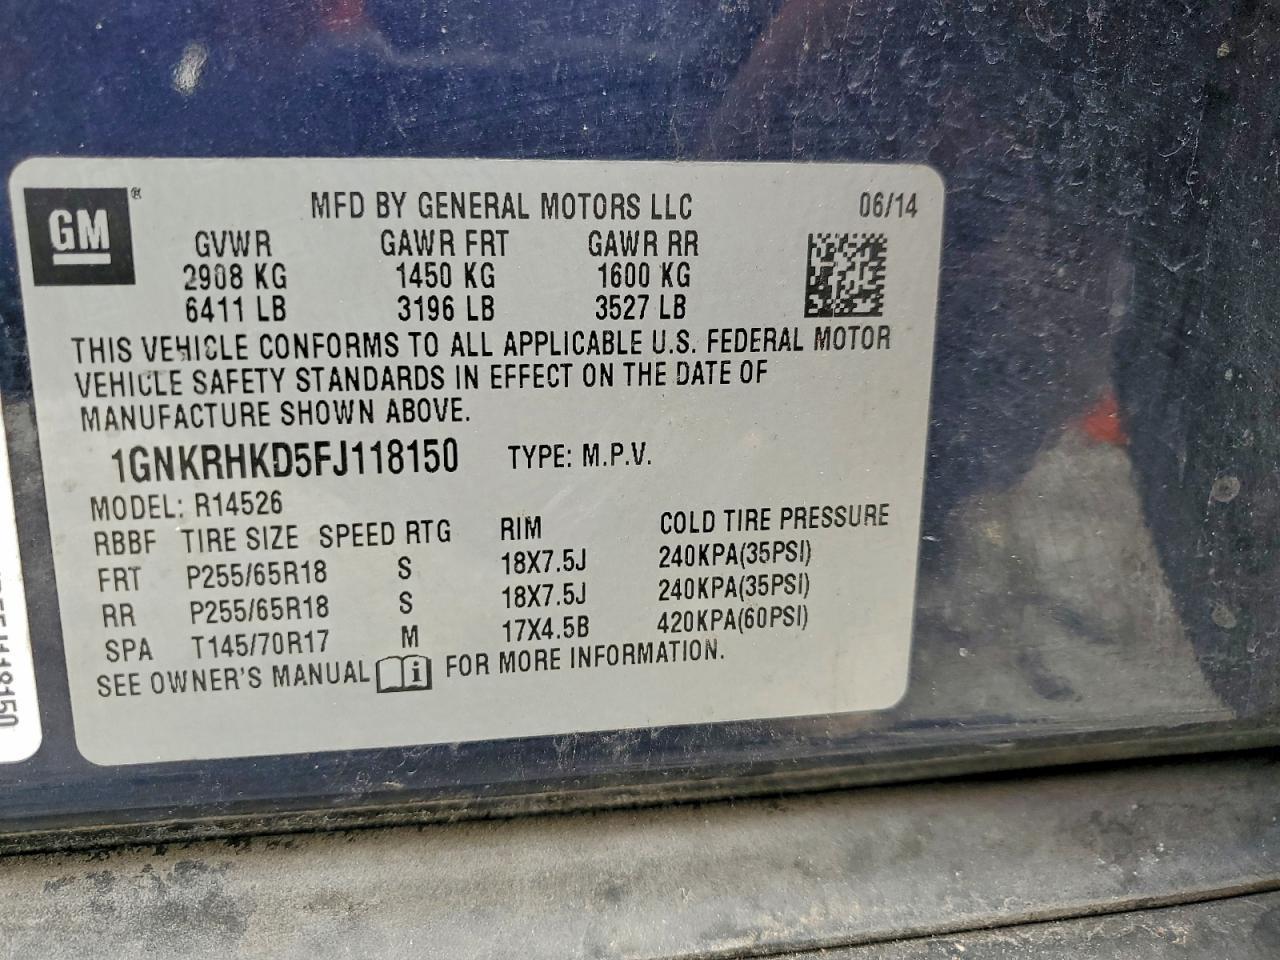 GM ®
MFD BY GENERAL MOTORS LLC 06/14
GVWR GAWR FRT GAWR RR
2908 KG 1450 KG 1600 KG
6411 LB 3196 LB 3527 LB
THIS VEHICLE CONFORMS TO ALL APPLICABLE U.S. FEDERAL MOTOR
VEHICLE SAFETY STANDARDS IN EFFECT ON THE DATE OF
MANUFACTURE SHOWN ABOVE.
1GNKRHKD5FJ118150 TYPE: M.P.V.
MODEL: R14526
RBBF TIRE SIZE SPEED RTG RIM COLD TIRE PRESSURE
FRT P255/65R18 S 18X7.5J 240KPA(35PSI)
RR P255/65R18 S 18X7.5J 240KPA(35PSI)
SPA T145/70R17 M 17X4.5B 420KPA(60PSI)
SEE OWNER'S MANUAL i FOR MORE INFORMATION.